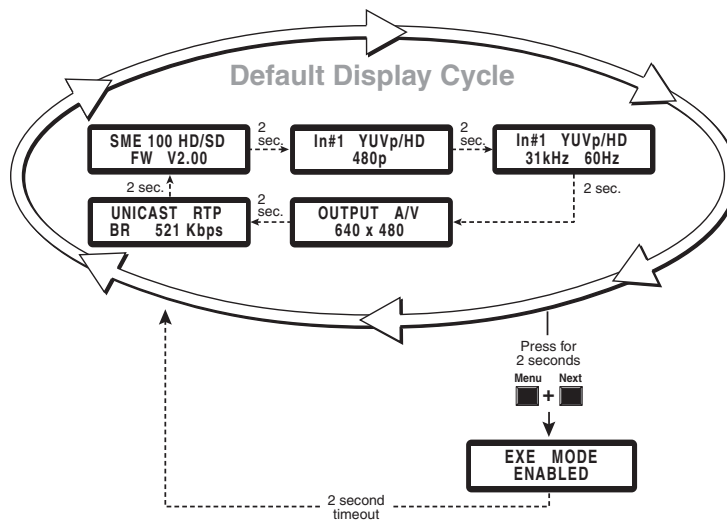 Default Display Cycle
SME 100 HD/SD
FW V2.00
2
sec.
In#1 YUVp/HD
480p
2
sec.
In#1 YUVp/HD
31kHz 60Hz
2 sec.
2 sec.
UNICAST RTP
BR 521 Kbps
2
sec.
OUTPUT A/V
640 x 480
Press for
2 seconds
Menu Next
+
EXE MODE
ENABLED
2 second
timeout